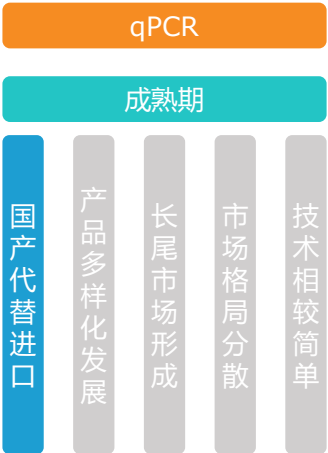 qPCR
成熟期
国产代替进口
产品多样化发展
长尾市场形成
市场格局分散
技术相较简单